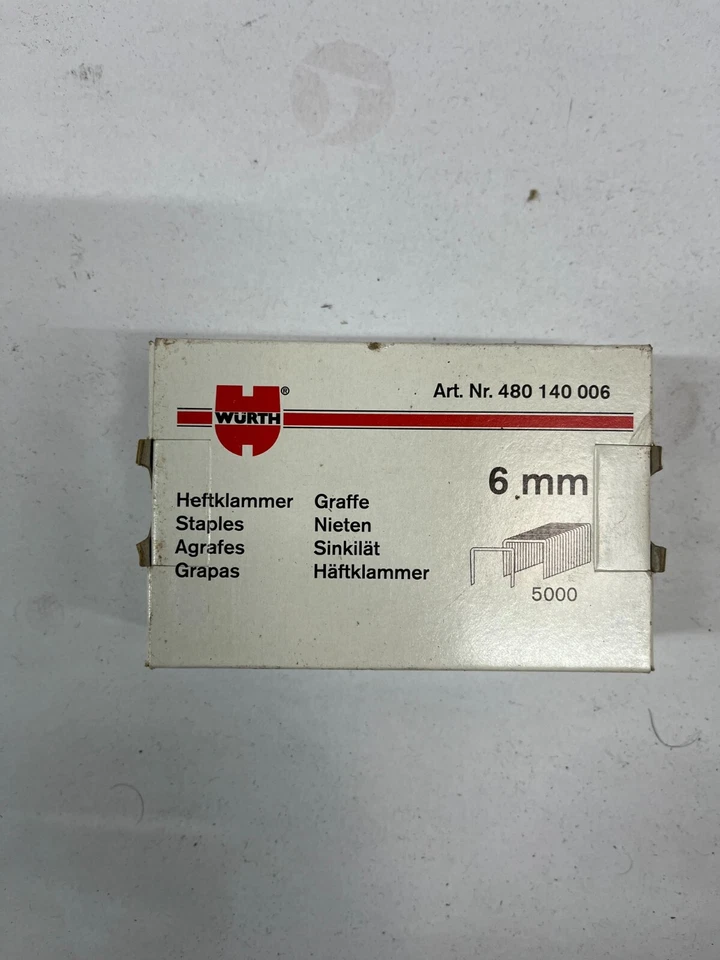 WÜRTH®
Art. Nr. 480 140 006
6 mm
Heftklammer
Staples
Agrafes
Grapas
Graffe
Nieten
Sinkilät
Häftklammer
5000